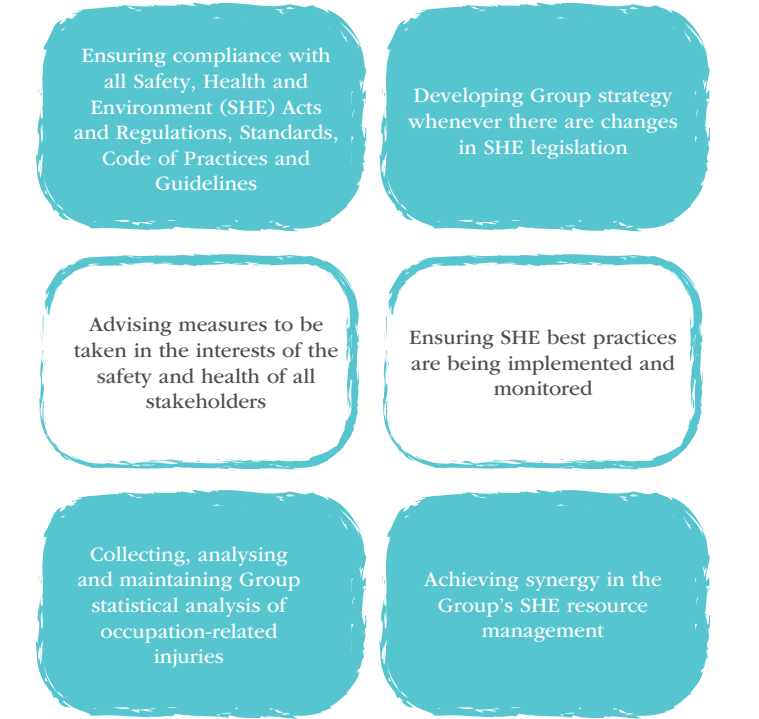 Ensuring compliance with
all Safety, Health and
Environment (SHE) Acts
and Regulations, Standards,
Code of Practices and
Guidelines
Developing Group strategy
whenever there are changes
in SHE legislation
Advising measures to be
taken in the interests of the
safety and health of all
stakeholders
Ensuring SHE best practices
are being implemented and
monitored
Collecting, analysing
and maintaining Group
statistical analysis of
occupation-related
injuries
Achieving synergy in the
Group’s SHE resource
management